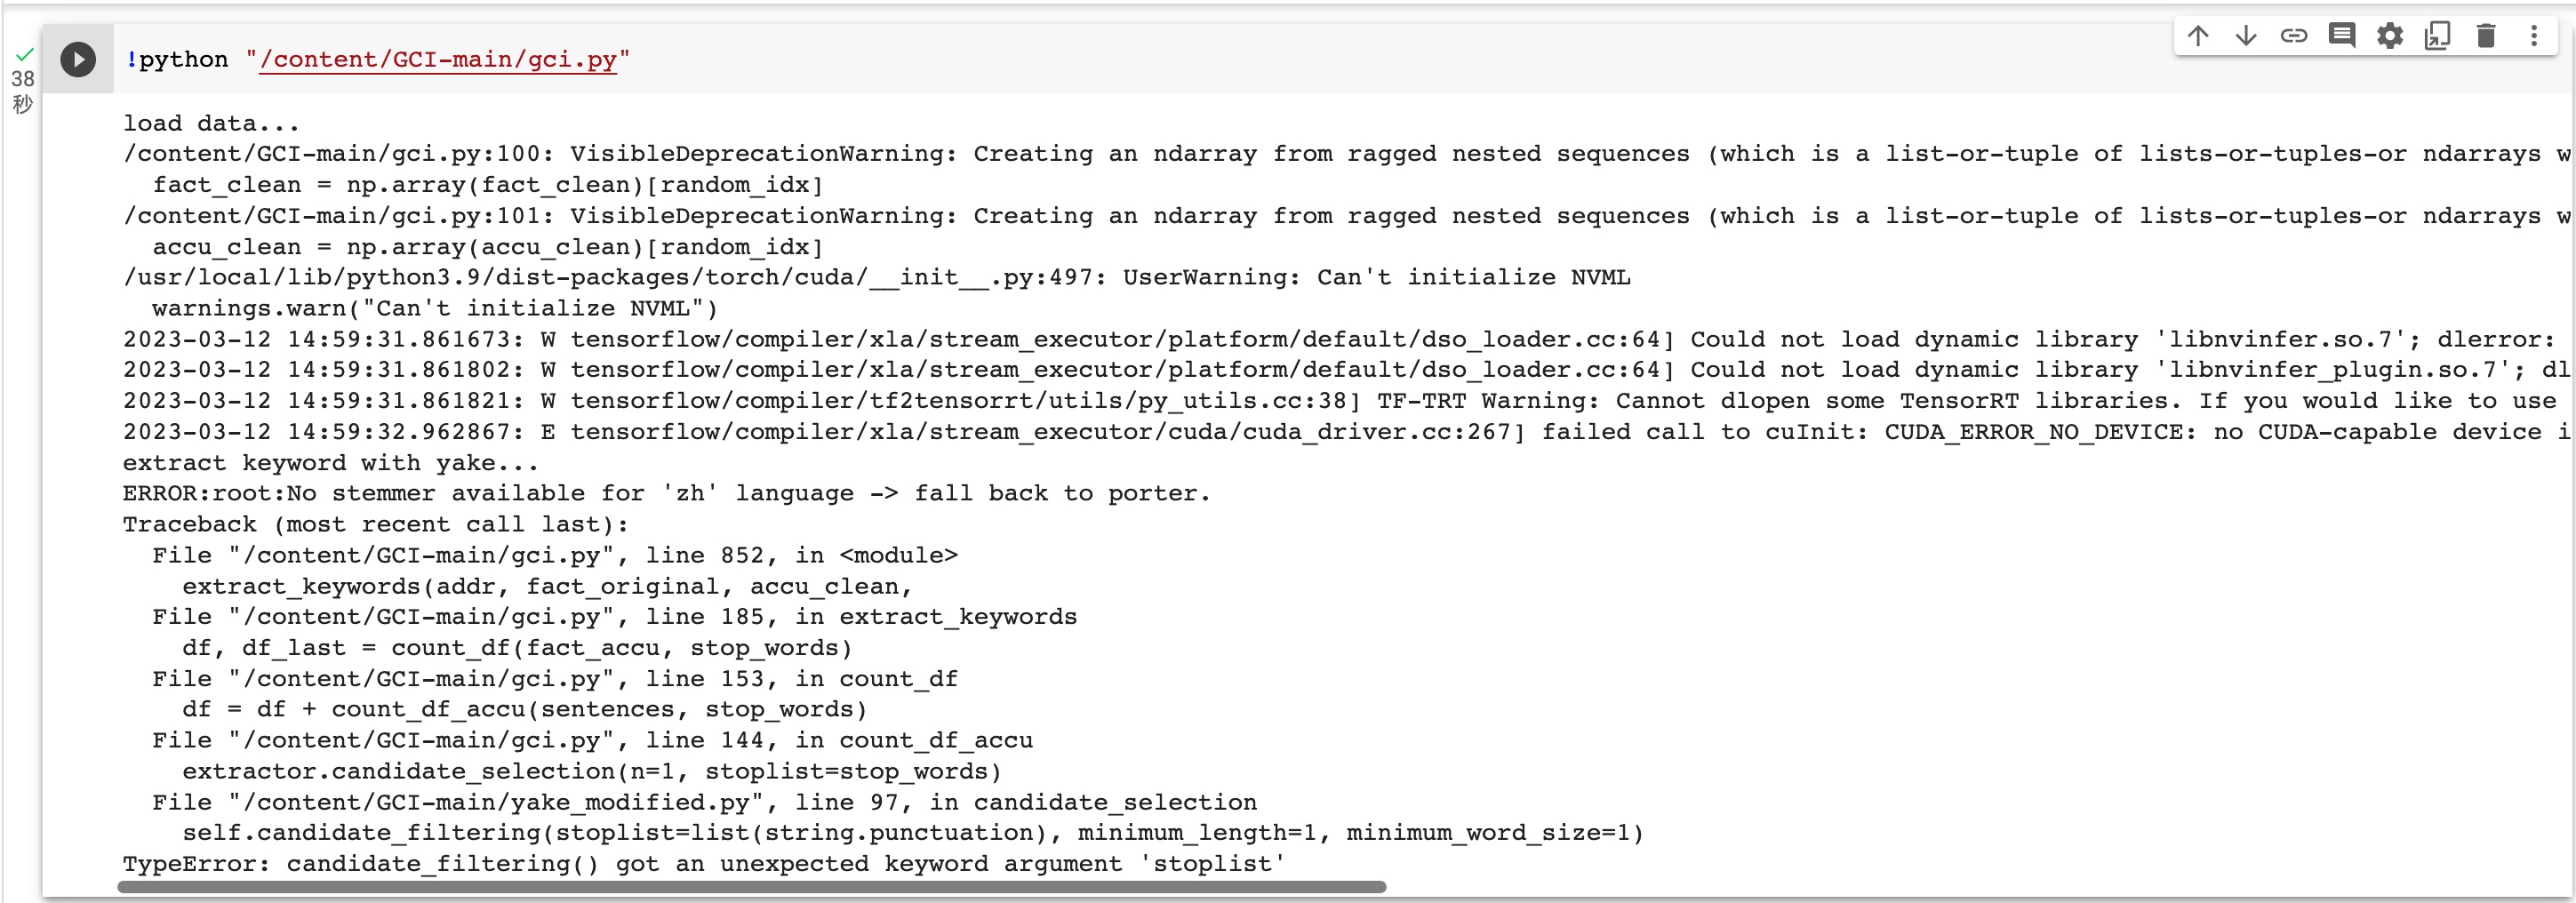 !python "/content/GCI-main/gci.py"
38
秒
load data...
/content/GCI-main/gci.py:100: VisibleDeprecationWarning: Creating an ndarray from ragged nested sequences (which is a list-or-tuple of lists-or-tuples-or ndarrays w
fact_clean = np.array(fact_clean)[random_idx]
/content/GCI-main/gci.py:101: VisibleDeprecationWarning: Creating an ndarray from ragged nested sequences (which is a list-or-tuple of lists-or-tuples-or ndarrays w
accu_clean = np.array(accu_clean)[random_idx]
/usr/local/lib/python3.9/dist-packages/torch/cuda/__init__.py:497: UserWarning: Can't initialize NVML
warnings.warn("Can't initialize NVML")
2023-03-12 14:59:31.861673: W tensorflow/compiler/xla/stream_executor/platform/default/dso_loader.cc:64] Could not load dynamic library 'libnvinfer.so.7'; dlerror:
2023-03-12 14:59:31.861802: W tensorflow/compiler/xla/stream_executor/platform/default/dso_loader.cc:64] Could not load dynamic library 'libnvinfer_plugin.so.7'; dl
2023-03-12 14:59:31.861821: W tensorflow/compiler/tf2tensorrt/utils/py_utils.cc:38] TF-TRT Warning: Cannot dlopen some TensorRT libraries. If you would like to use
2023-03-12 14:59:32.962867: E tensorflow/compiler/xla/stream_executor/cuda/cuda_driver.cc:267] failed call to cuInit: CUDA_ERROR_NO_DEVICE: no CUDA-capable device i
extract keyword with yake...
ERROR:root:No stemmer available for 'zh' language -> fall back to porter.
Traceback (most recent call last):
File "/content/GCI-main/gci.py", line 852, in <module>
extract_keywords(addr, fact_original, accu_clean,
File "/content/GCI-main/gci.py", line 185, in extract_keywords
df, df_last = count_df(fact_accu, stop_words)
File "/content/GCI-main/gci.py", line 153, in count_df
df = df + count_df_accu(sentences, stop_words)
File "/content/GCI-main/gci.py", line 144, in count_df_accu
extractor.candidate_selection(n=1, stoplist=stop_words)
File "/content/GCI-main/yake_modified.py", line 97, in candidate_selection
self.candidate_filtering(stoplist=list(string.punctuation), minimum_length=1, minimum_word_size=1)
TypeError: candidate_filtering() got an unexpected keyword argument 'stoplist'